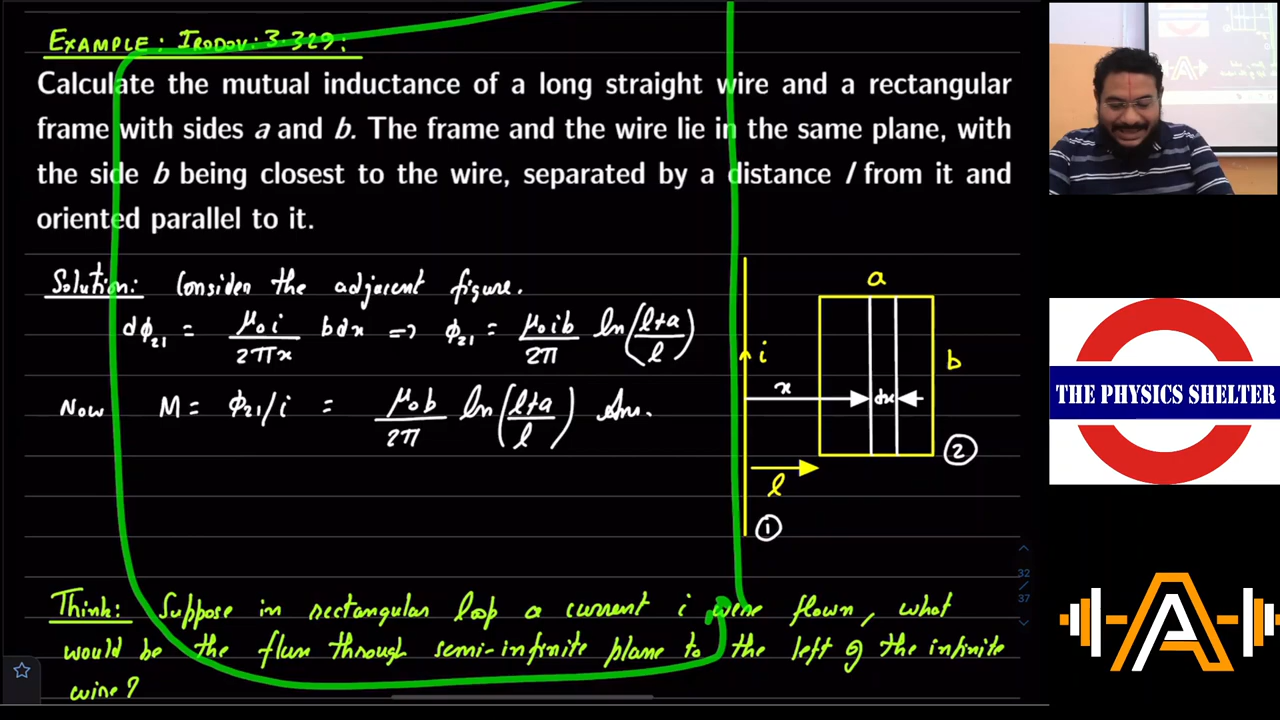 EXAMPLE: IRODOV: 3.329:
Calculate the mutual inductance of a long straight wire and a rectangular
frame with sides a and b. The frame and the wire lie in the same plane, with
the side b being closest to the wire, separated by a distance l from it and
oriented parallel to it.
Solution: Consider the adjacent figure.
dϕ₂₁ = μ₀i/2πx bdx => ϕ₂₁ = μ₀ib/2π ln(l+a/l)
Now M = ϕ₂₁/i = μ₀b/2π ln(l+a/l) Ans.
a
i
b
x
dx
l
①
②
Think: Suppose in rectangular loop a current i were flown, what
would be the flux through semi-infinite plane to the left of the infinite
wire?
32
/
37
THE PHYSICS SHELTER
A